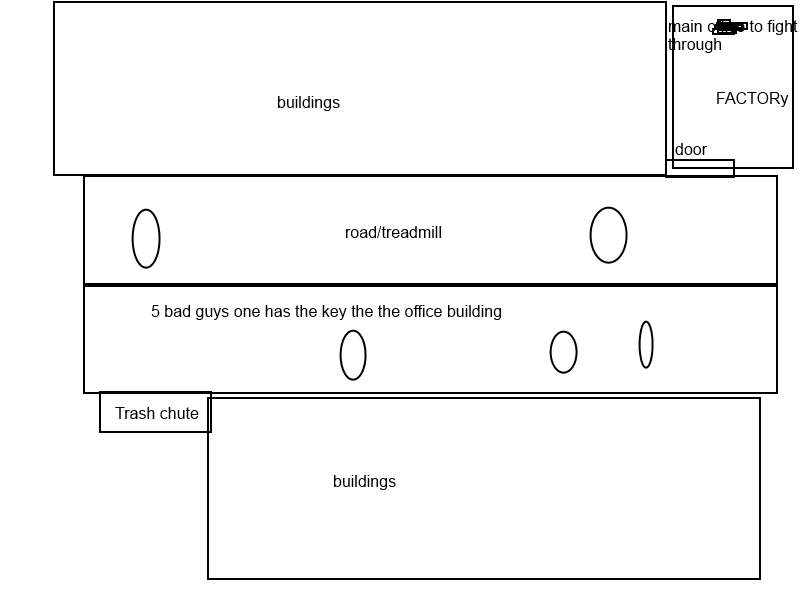 main to fight
through
FACTORy
buildings
door
road/treadmill
5 bad guys one has the key the the office building
Trash chute
buildings